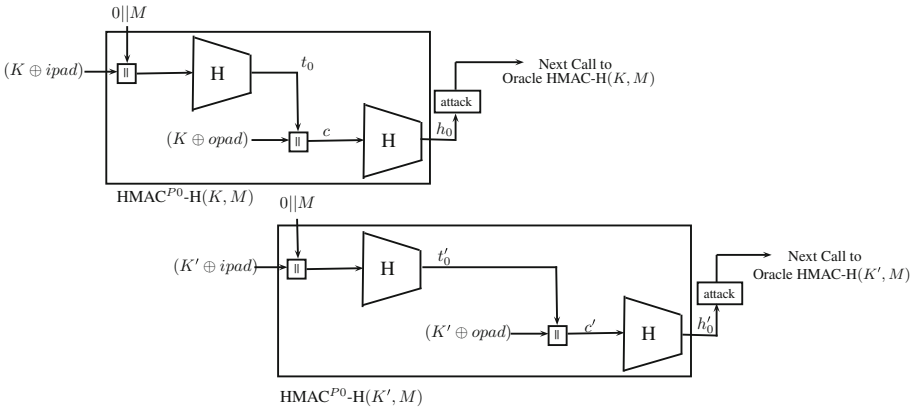 0||M
(K ⊕ ipad)
||
H
t₀
Next Call to
Oracle HMAC-H(K, M)
attack
(K ⊕ opad)
||
c
H
h₀
HMAC^{P0}-H(K, M)
0||M
(K′ ⊕ ipad)
||
H
t′₀
Next Call to
Oracle HMAC-H(K′, M)
attack
(K′ ⊕ opad)
||
c′
H
h′₀
HMAC^{P0}-H(K′, M)